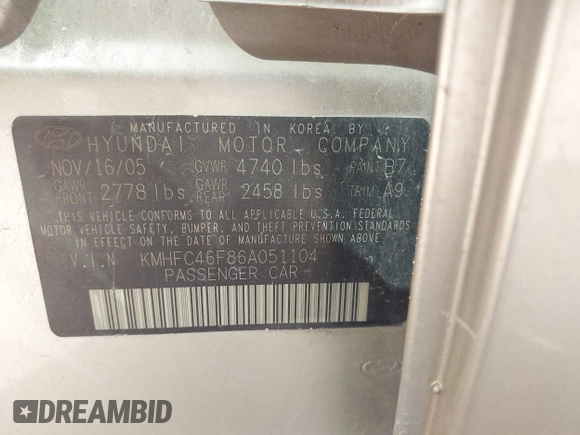 MANUFACTURED IN KOREA BY
HYUNDAI MOTOR COMPANY
NOV/16/05 GVWR 4740 lbs PAINT B7
GAWR FRONT 2778 lbs GAWR REAR 2458 lbs TRIM A9
THIS VEHICLE CONFORMS TO ALL APPLICABLE U.S.A. FEDERAL
MOTOR VEHICLE SAFETY, BUMPER, AND THEFT PREVENTION STANDARDS
IN EFFECT ON THE DATE OF MANUFACTURE SHOWN ABOVE.
V.I.N KMHFC46F86A051104
PASSENGER CAR
DREAMBID